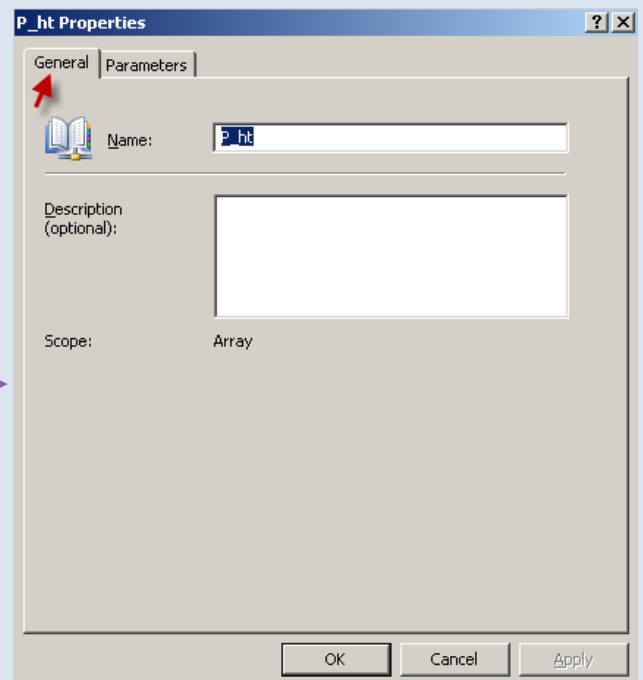 P_ht Properties
General Parameters
Name: P_ht
Description
(optional):
Scope: Array
OK Cancel Apply